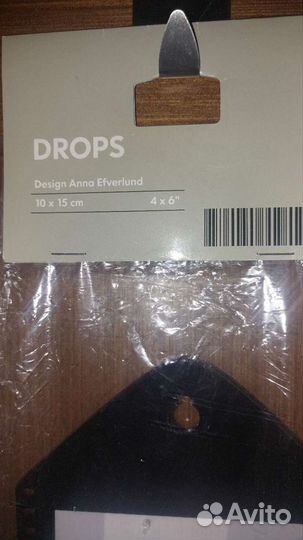 DROPS
Design Anna Efverlund
10 x 15 cm 4 x 6"
Avito